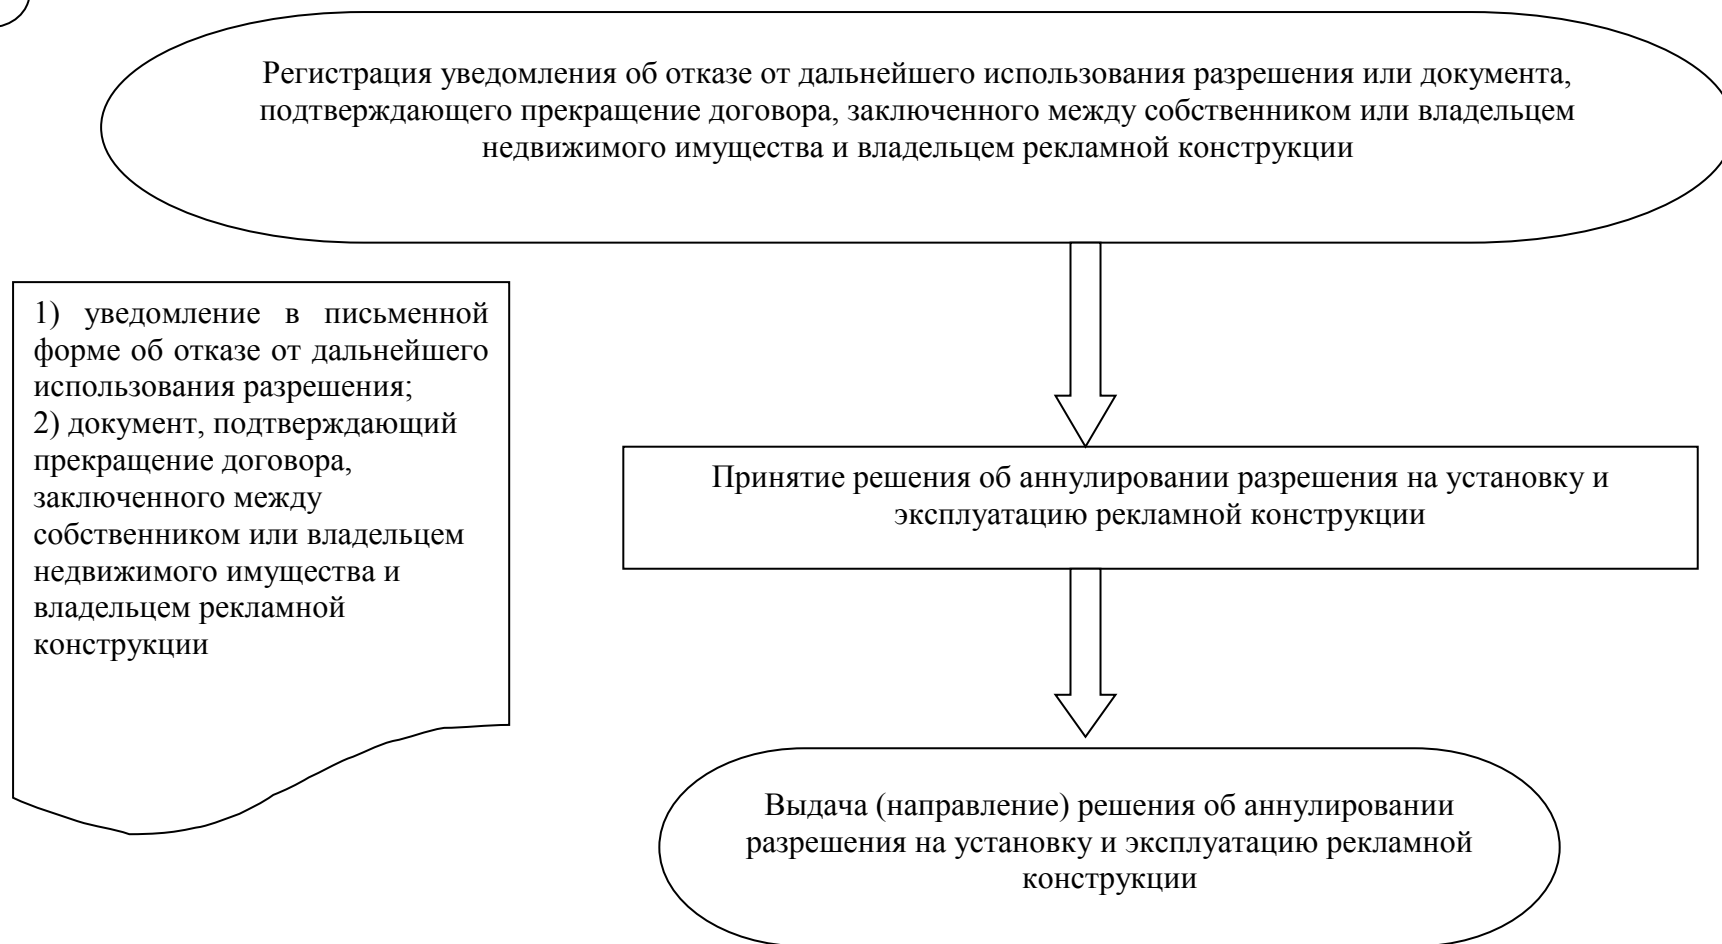 Регистрация уведомления об отказе от дальнейшего использования разрешения или документа,
подтверждающего прекращение договора, заключенного между собственником или владельцем
недвижимого имущества и владельцем рекламной конструкции
1) уведомление в письменной
форме об отказе от дальнейшего
использования разрешения;
2) документ, подтверждающий
прекращение договора,
заключенного между
собственником или владельцем
недвижимого имущества и
владельцем рекламной
конструкции
Принятие решения об аннулировании разрешения на установку и
эксплуатацию рекламной конструкции
Выдача (направление) решения об аннулировании
разрешения на установку и эксплуатацию рекламной
конструкции